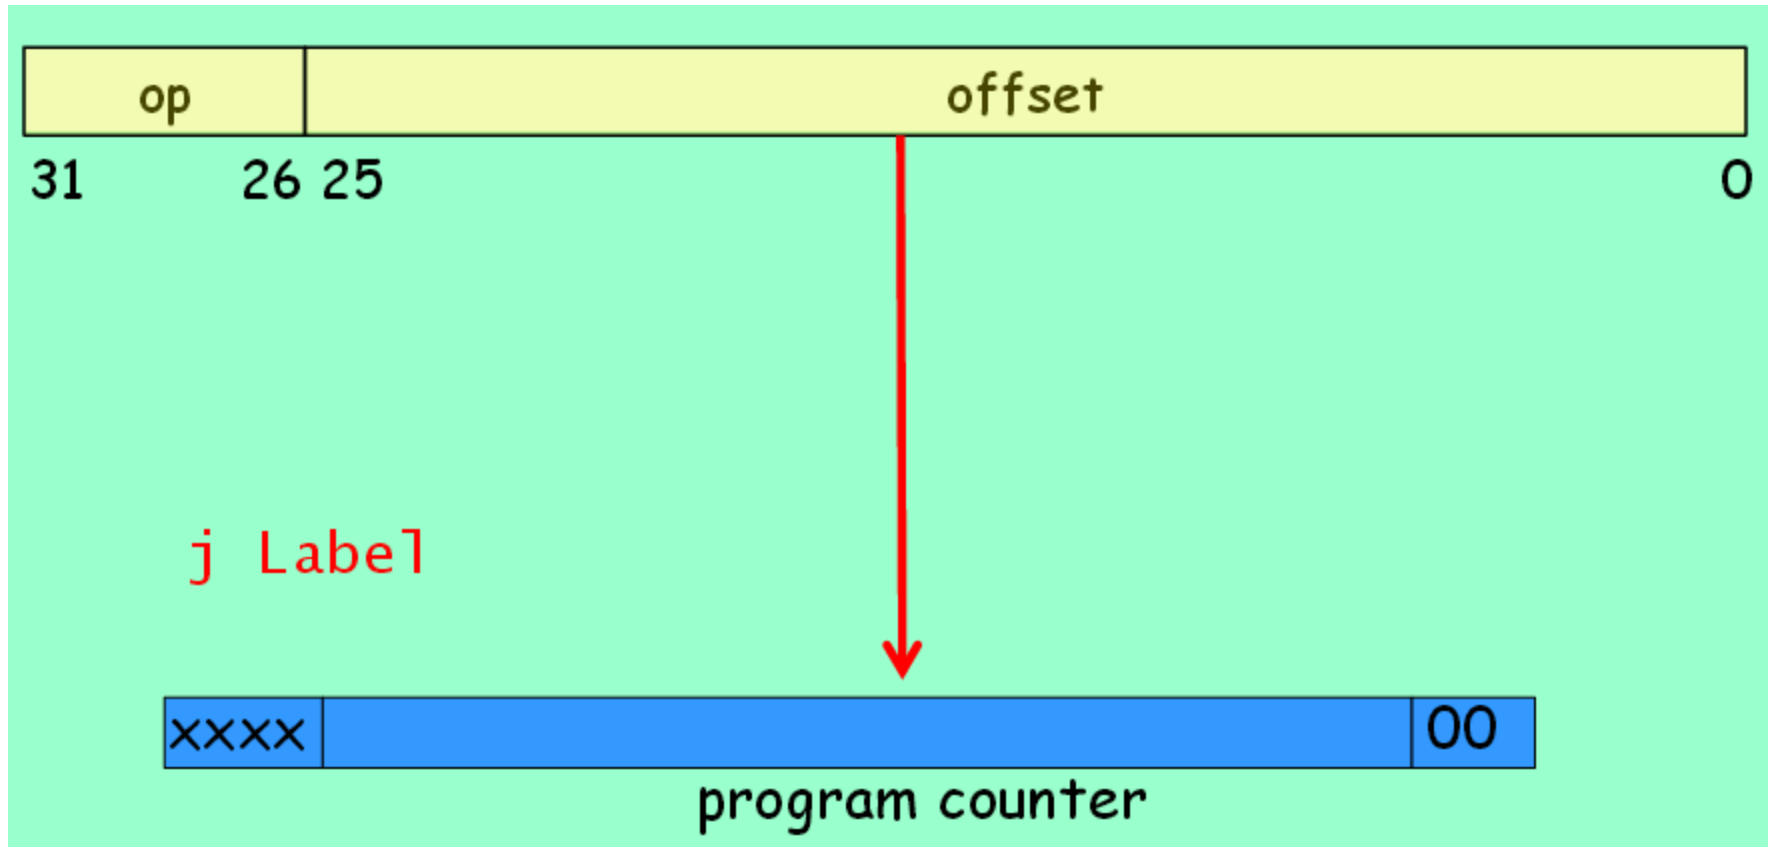 op offset
31 26 25 0
j Label
xxxx 00
program counter